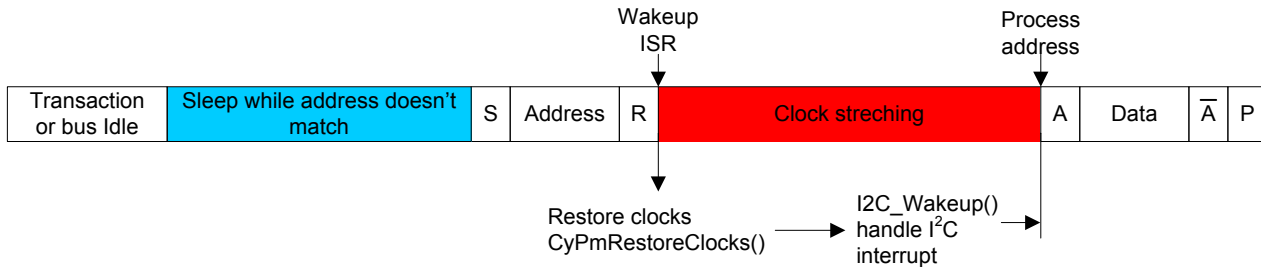 Wakeup
ISR
Process
address
Transaction
or bus Idle
Sleep while address doesn't
match
S
Address
R
Clock streching
A
Data
A̅
P
Restore clocks
CyPmRestoreClocks()
I2C_Wakeup()
handle I²C
interrupt